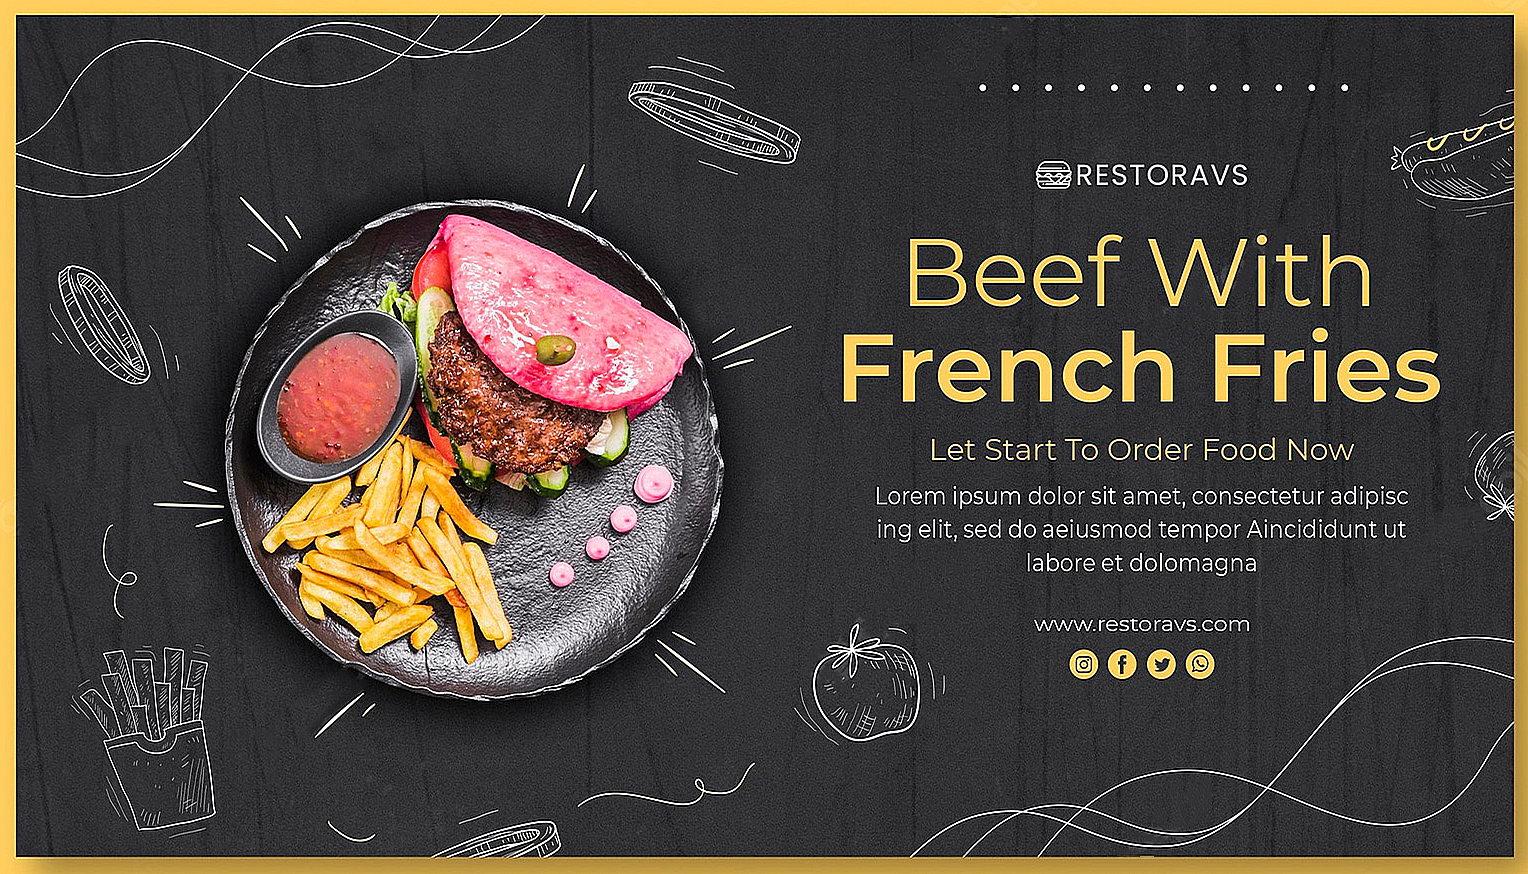 RESTORAVS
Beef With
French Fries
Let Start To Order Food Now
Lorem ipsum dolor sit amet, consectetur adipisc
ing elit, sed do aeiusmod tempor Aincididunt ut
labore et dolomagna
www.restoravs.com